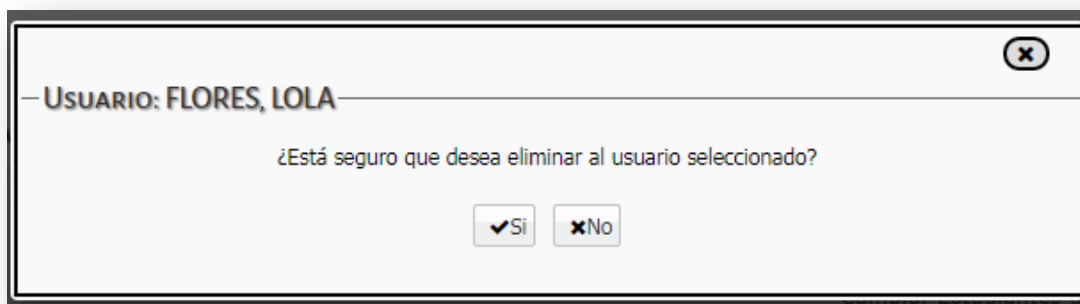 Usuario: FLORES, LOLA
¿Está seguro que desea eliminar al usuario seleccionado?
Si No